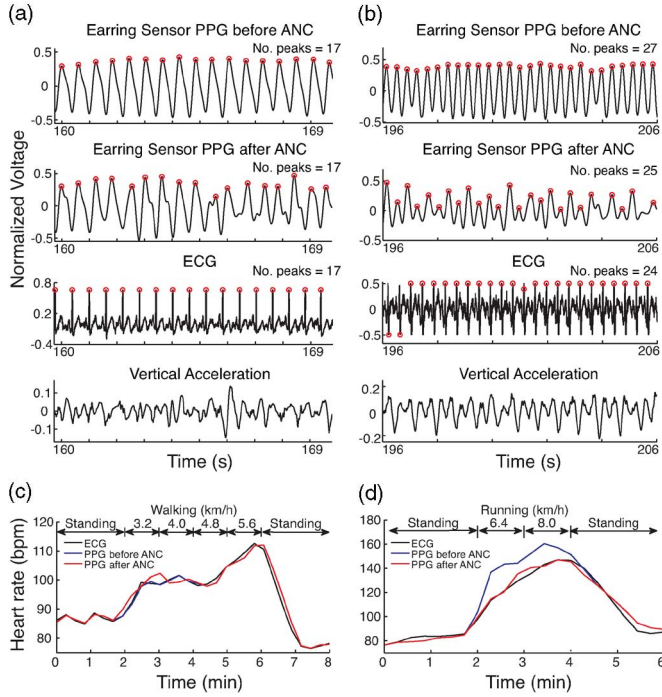 (a)
Earring Sensor PPG before ANC
No. peaks = 17
0.5
0
-0.5
160
169
Earring Sensor PPG after ANC
No. peaks = 17
0.5
0
-0.5
160
169
ECG
No. peaks = 17
0.8
0.2
-0.4
160
169
Vertical Acceleration
0.1
0
-0.1
Time (s)
Normalized Voltage
(b)
Earring Sensor PPG before ANC
No. peaks = 27
0.5
0
-0.5
196
206
Earring Sensor PPG after ANC
No. peaks = 25
0.5
0
-0.5
196
206
ECG
No. peaks = 24
0.5
0
-0.5
196
206
Vertical Acceleration
0.2
0
-0.2
Time (s)
(c)
Walking (km/h)
Standing 3.2 4.0 4.8 5.6 Standing
ECG
PPG before ANC
PPG after ANC
Heart rate (bpm)
120
110
100
90
80
70
0 1 2 3 4 5 6 7 8
Time (min)
(d)
Running (km/h)
Standing 6.4 8.0 Standing
ECG
PPG before ANC
PPG after ANC
180
160
140
120
100
80
0 1 2 3 4 5 6
Time (min)